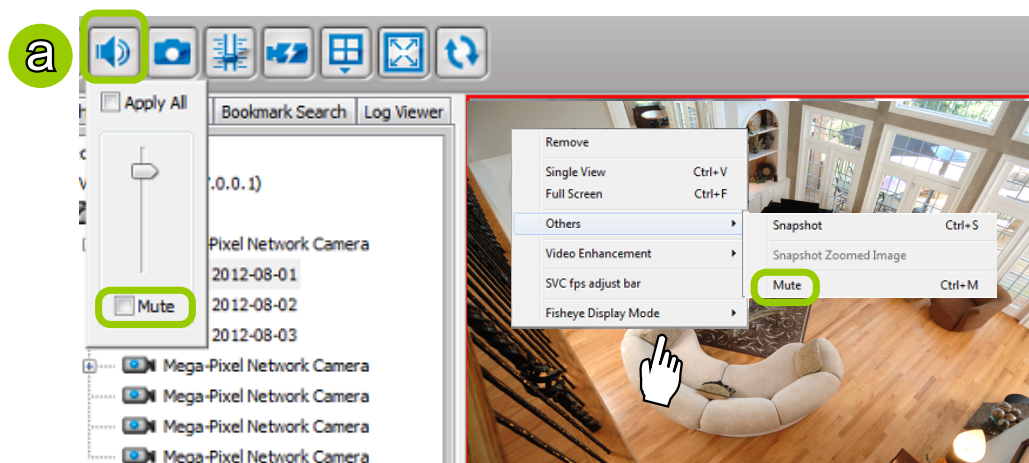 a
Apply All
Bookmark Search
Log Viewer
.0.0.1)
-Pixel Network Camera
2012-08-01
2012-08-02
2012-08-03
Mute
Mega-Pixel Network Camera
Mega-Pixel Network Camera
Mega-Pixel Network Camera
Mega-Pixel Network Camera
Remove
Single View Ctrl+V
Full Screen Ctrl+F
Others
Video Enhancement
SVC fps adjust bar
Fisheye Display Mode
Snapshot Ctrl+S
Snapshot Zoomed Image
Mute Ctrl+M